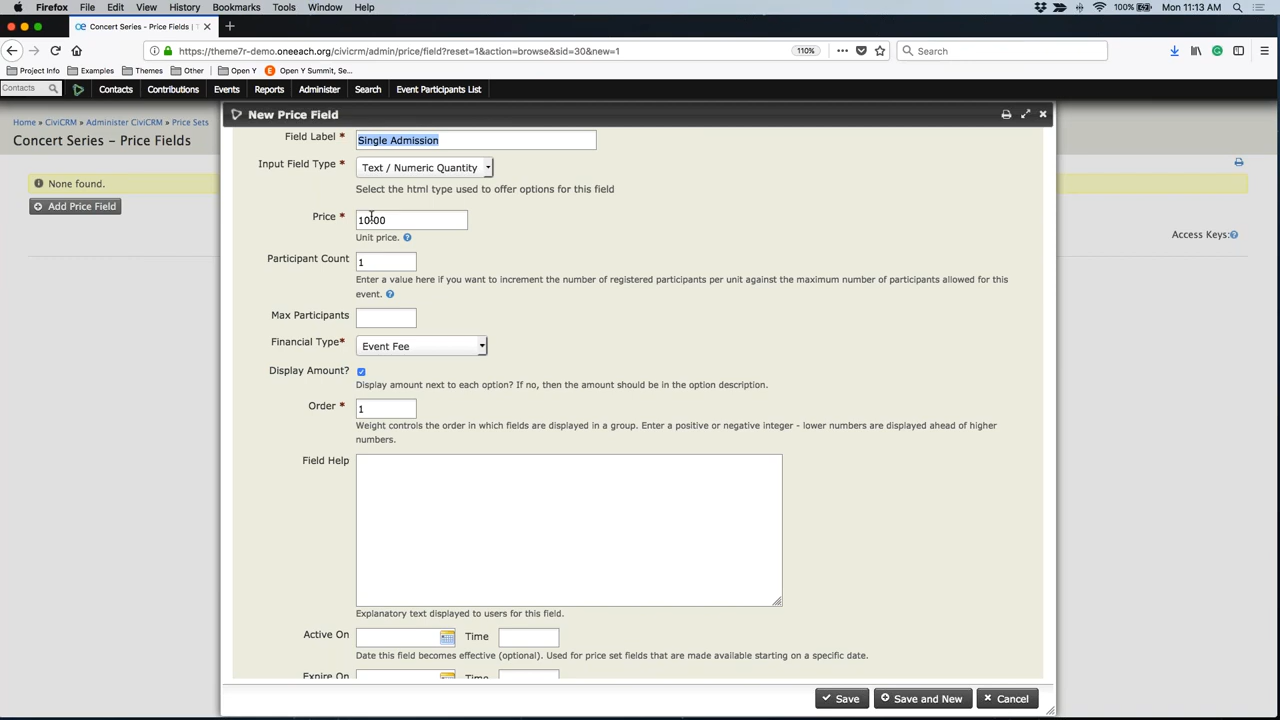 Firefox File Edit View History Bookmarks Tools Window Help 100% Mon 11:13 AM
Concert Series – Price Fields | T
https://theme7r-demo.oneeach.org/civicrm/admin/price/field?reset=1&action=browse&sid=30&new=1 110% Search
Project Info Examples Themes Other Open Y Open Y Summit, Se...
Contacts Contacts Contributions Events Reports Administer Search Event Participants List
New Price Field
Home » CiviCRM » Administer CiviCRM » Price Sets
Concert Series – Price Fields
Field Label * Single Admission
Input Field Type * Text / Numeric Quantity
None found.
Select the html type used to offer options for this field
Add Price Field
Price * 10.00
Access Keys:
Unit price.
Participant Count 1
Enter a value here if you want to increment the number of registered participants per unit against the maximum number of participants allowed for this
event.
Max Participants
Financial Type* Event Fee
Display Amount?
Display amount next to each option? If no, then the amount should be in the option description.
Order * 1
Weight controls the order in which fields are displayed in a group. Enter a positive or negative integer - lower numbers are displayed ahead of higher
numbers.
Field Help
Explanatory text displayed to users for this field.
Active On Time
Date this field becomes effective (optional). Used for price set fields that are made available starting on a specific date.
Expire On Time
Save Save and New Cancel